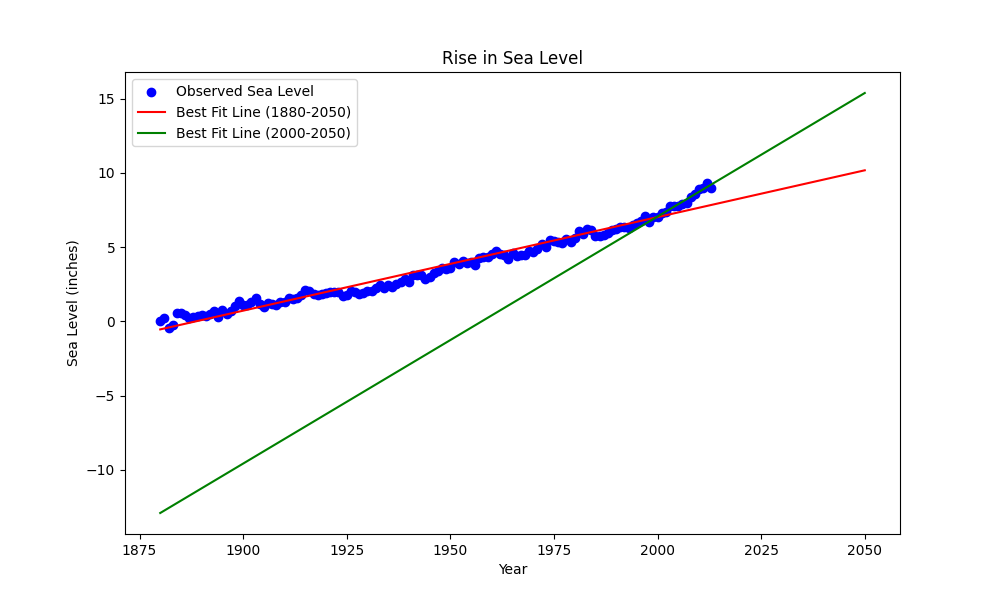 Rise in Sea Level
Observed Sea Level
Best Fit Line (1880-2050)
Best Fit Line (2000-2050)
15
10
5
0
−5
−10
Sea Level (inches)
1875
1900
1925
1950
1975
2000
2025
2050
Year